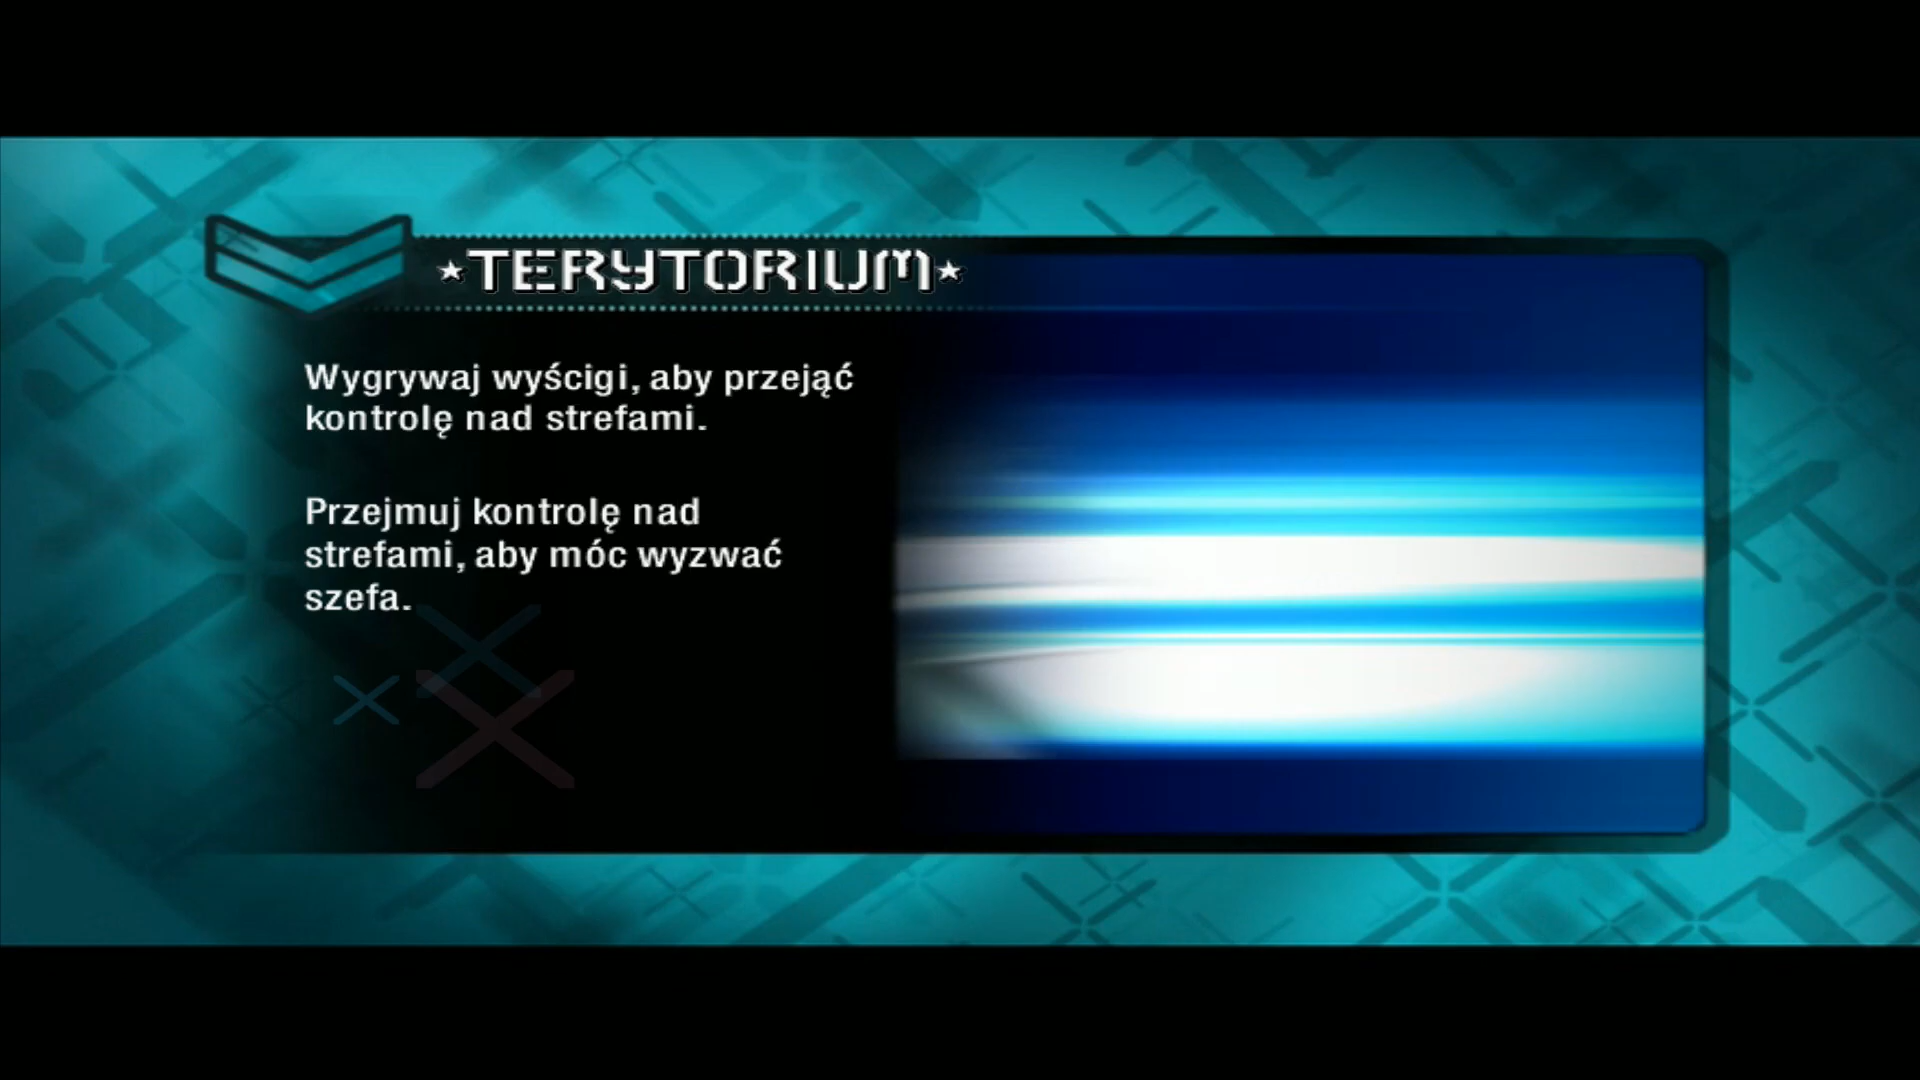 ★TERYTORIUM★
Wygrywaj wyścigi, aby przejąć
kontrolę nad strefami.
Przejmuj kontrolę nad
strefami, aby móc wyzwać
szefa.